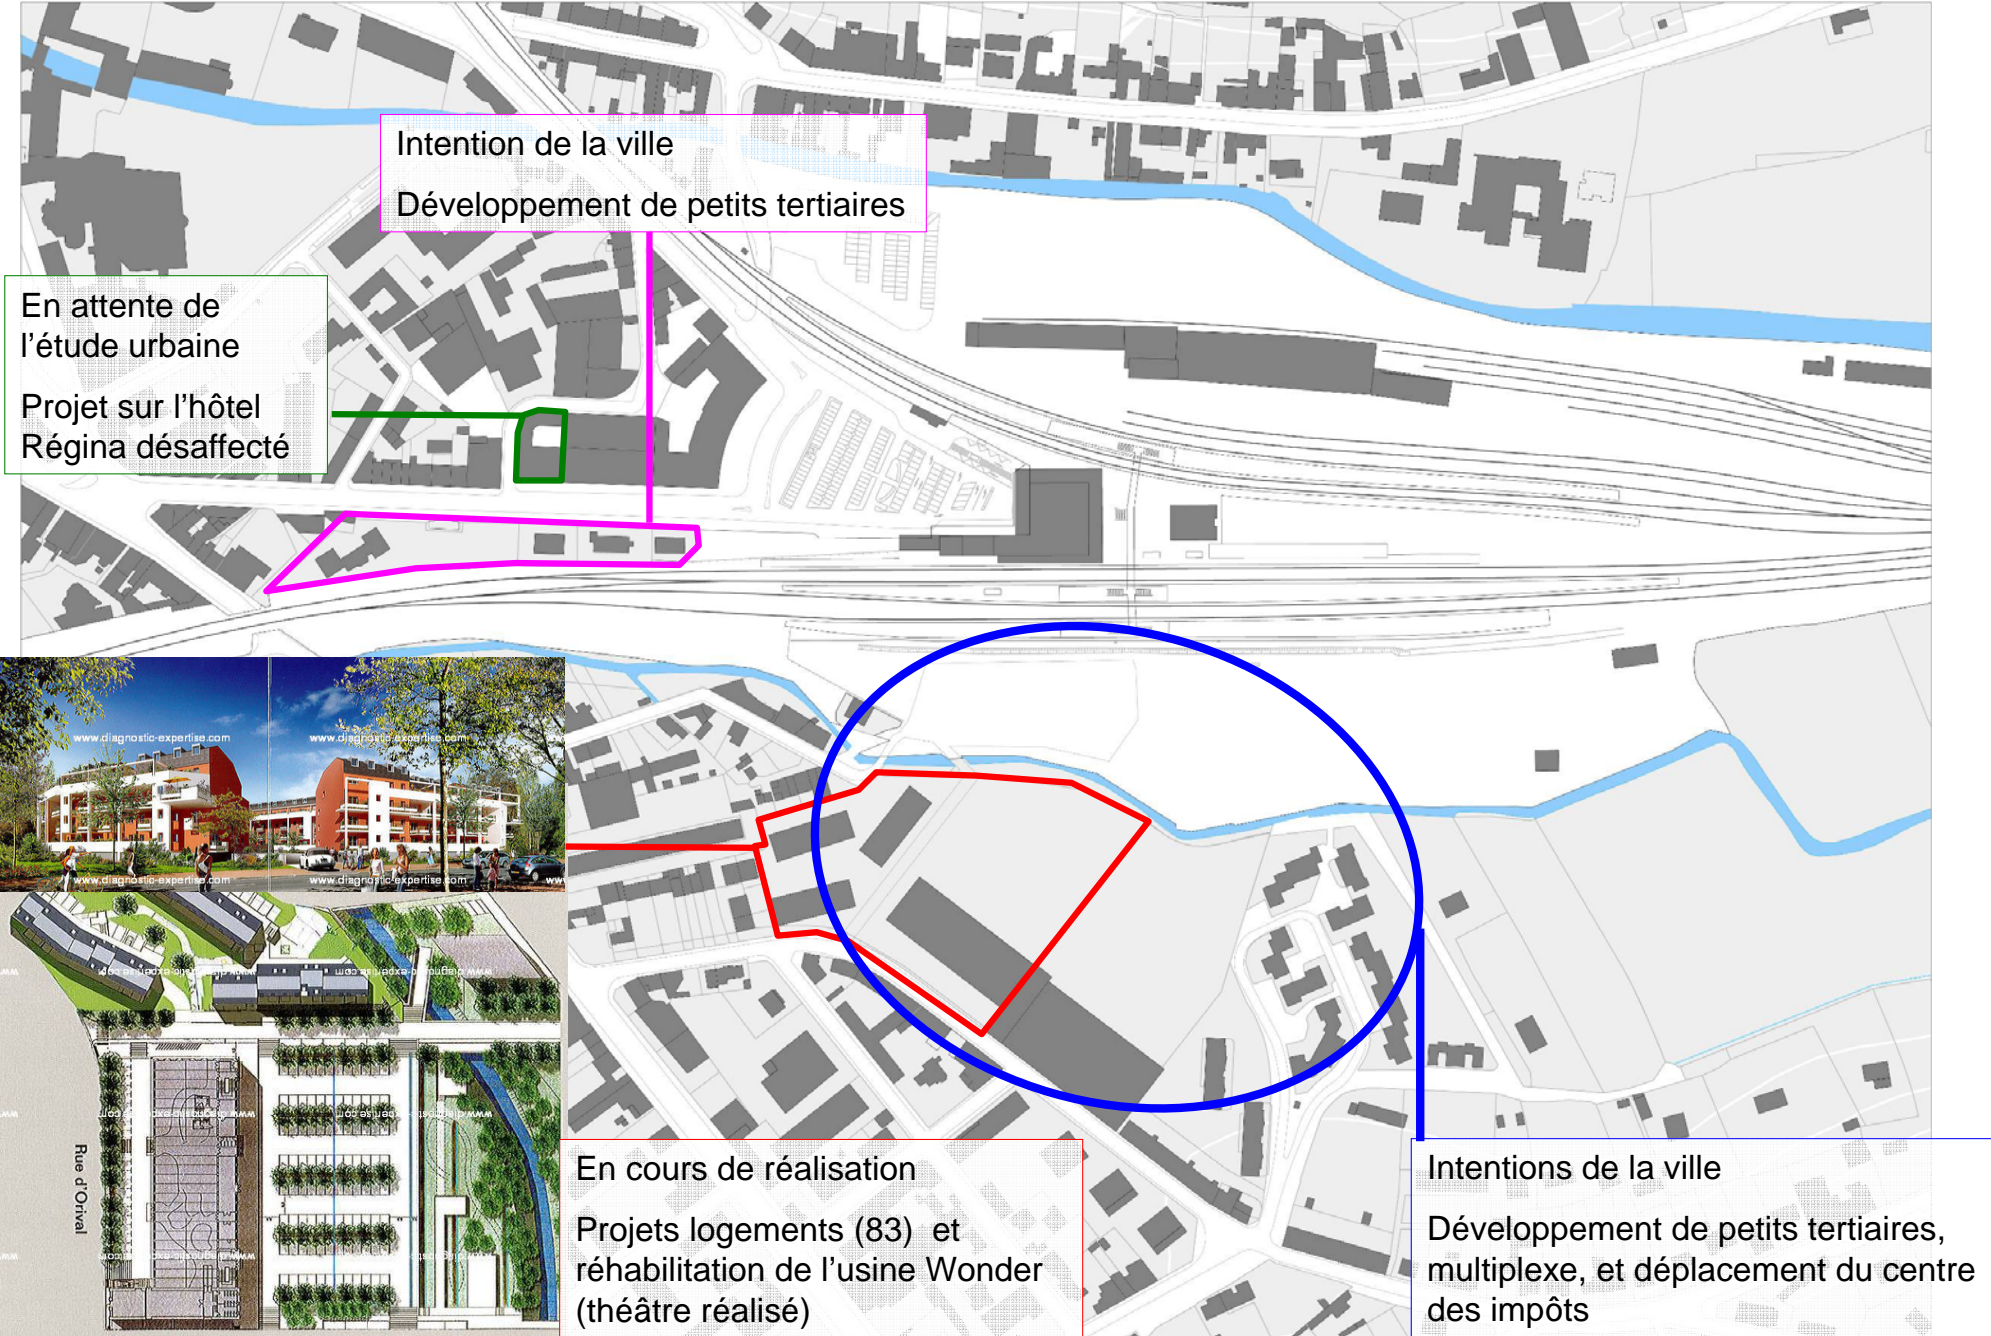 Intention de la ville
Développement de petits tertiaires
En attente de
l'étude urbaine
Projet sur l'hôtel
Régina désaffecté
www.diagnostic-expertise.com
www.diagnostic-expertise.com
www.diagnostic-expertise.com
www.diagnostic-expertise.com
Rue d'Orival
En cours de réalisation
Projets logements (83) et
réhabilitation de l'usine Wonder
(théâtre réalisé)
Intentions de la ville
Développement de petits tertiaires,
multiplexe, et déplacement du centre
des impôts